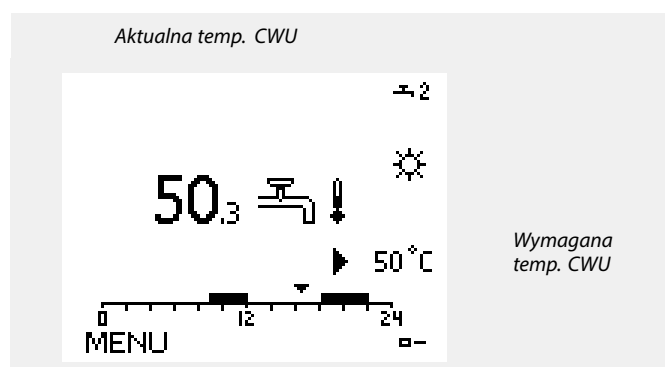 Aktualna temp. CWU
2
50.3
50°C
Wymagana
temp. CWU
0 12 24
MENU